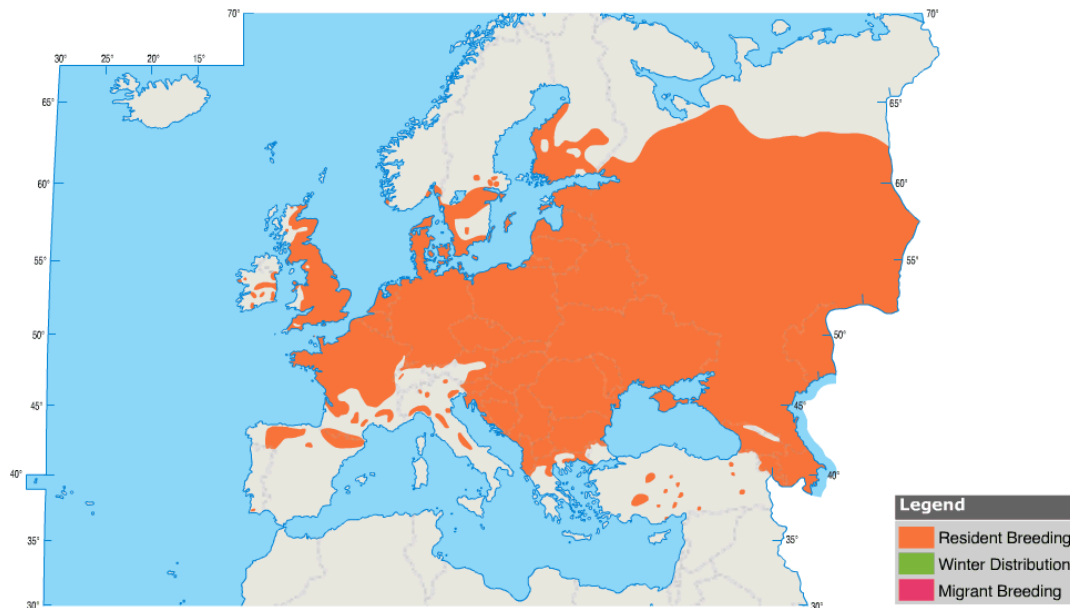 70° 70°
30° 25° 20° 15°
65° 65°
60° 60°
55° 55°
50° 50°
45° 45°
40° 40°
35° 35°
30° 30°
Legend
Resident Breeding
Winter Distribution
Migrant Breeding